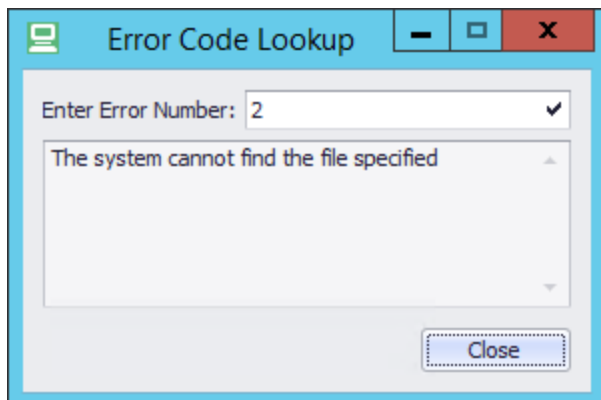 Error Code Lookup
Enter Error Number: 2
The system cannot find the file specified
Close